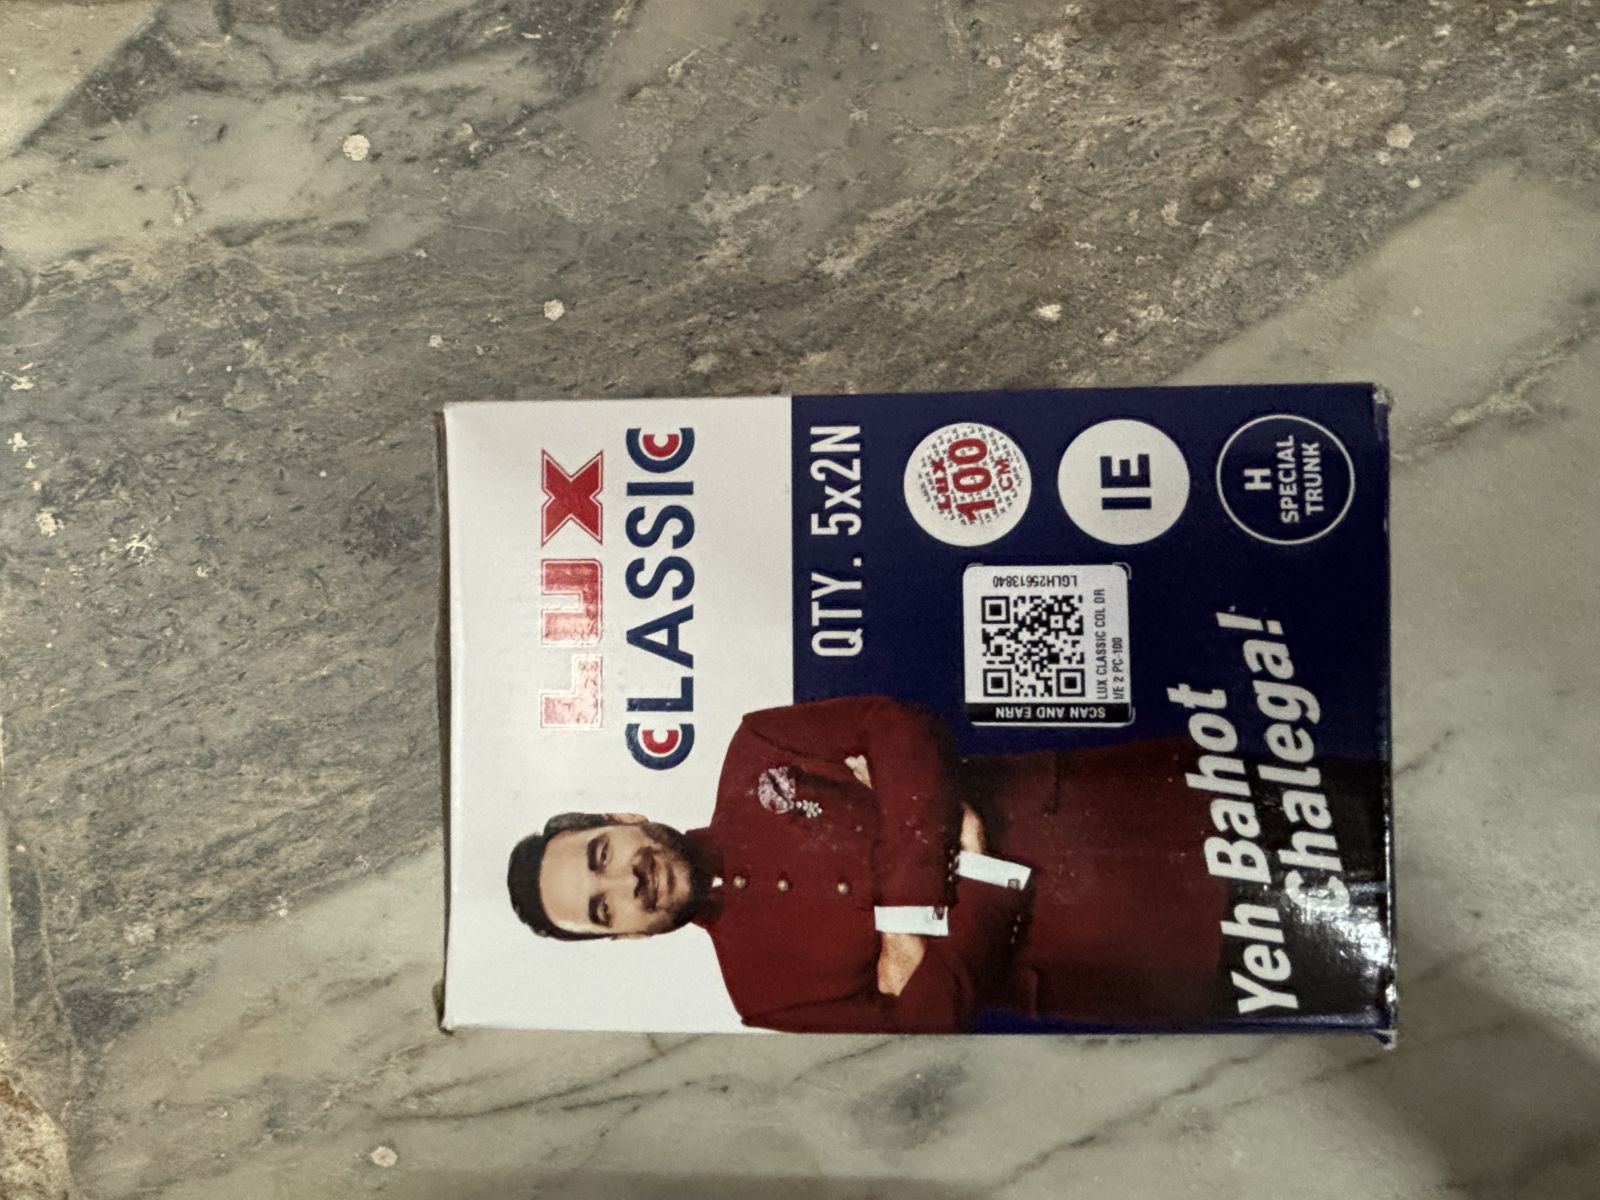 LUX
CLASSIC
QTY. 5x2N
LUX
100
CM
IE
H
SPECIAL
TRUNK
LGLH25613840
LUX CLASSIC COL DR
I/E 2 PC-100
SCAN AND EARN
Yeh Bahot
Chalega!